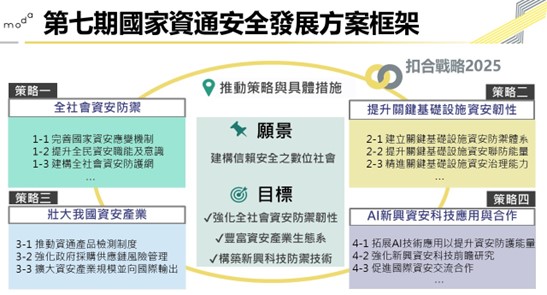 moda
第七期國家資通安全發展方案框架
扣合戰略2025
推動策略與具體措施
策略一
全社會資安防禦
1-1 完善國家資安應變機制
1-2 提升全民資安職能及意識
1-3 建構全社會資安防護網
...
策略二
提升關鍵基礎設施資安韌性
2-1 建立關鍵基礎設施資安防禦體系
2-2 提升關鍵基礎設施資安聯防能量
2-3 精進關鍵基礎設施資安治理能力
...
願景
建構信賴安全之數位社會
目標
✓強化全社會資安防禦韌性
✓豐富資安產業生態系
✓構築新興科技防禦技術
策略三
壯大我國資安產業
3-1 推動資通產品檢測制度
3-2 強化政府採購供應鏈風險管理
3-3 擴大資安產業規模並向國際輸出
...
策略四
AI新興資安科技應用與合作
4-1 拓展AI技術應用以提升資安防護能量
4-2 強化新興資安科技前瞻研究
4-3 促進國際資安交流合作
...